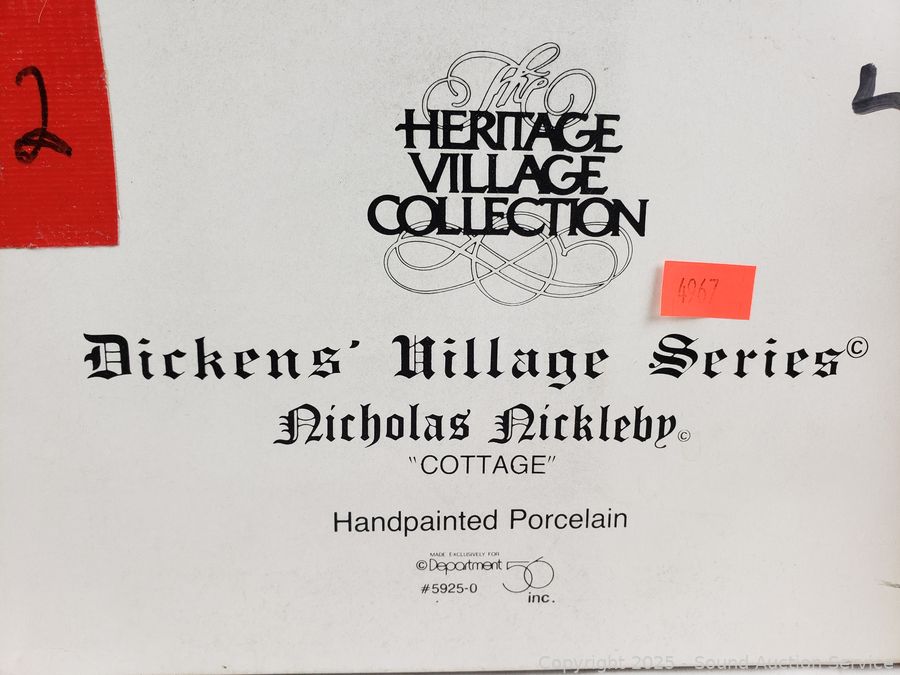 2
The
HERITAGE
VILLAGE
COLLECTION
4967
Dickens' Village Series©
Nicholas Nickleby©
"COTTAGE"
Handpainted Porcelain
MADE EXCLUSIVELY FOR
©Department 56
#5925-0 inc.
Copyright 2025 - Sound Auction Service